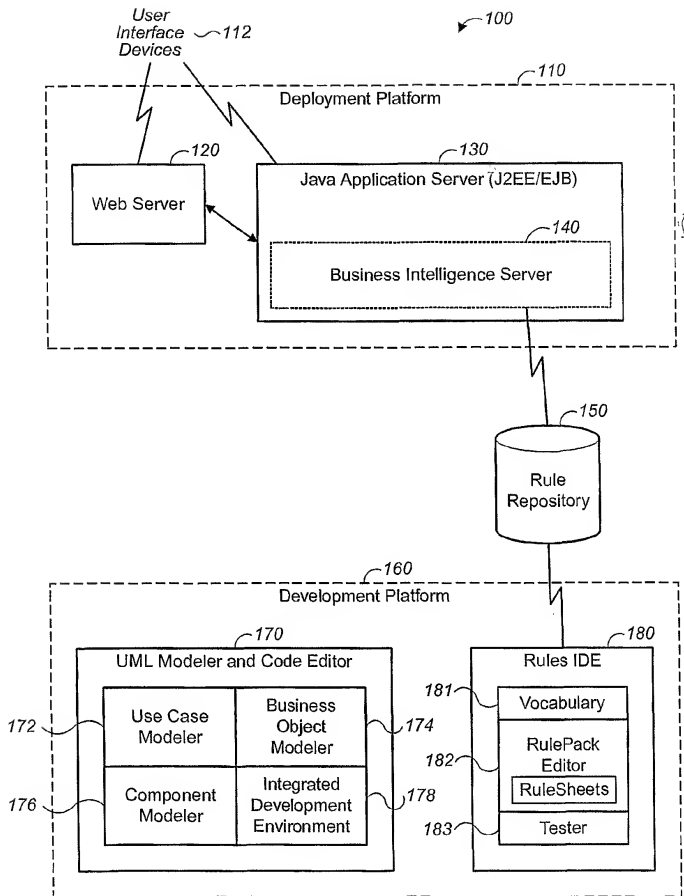 User
Interface
Devices
112
100
110
Deployment Platform
120
130
Web Server
Java Application Server (J2EE/EJB)
140
Business Intelligence Server
150
Rule
Repository
160
Development Platform
170
180
UML Modeler and Code Editor
Rules IDE
172
Use Case
Modeler
Business
Object
Modeler
174
176
Component
Modeler
Integrated
Development
Environment
178
181
Vocabulary
182
RulePack
Editor
RuleSheets
183
Tester